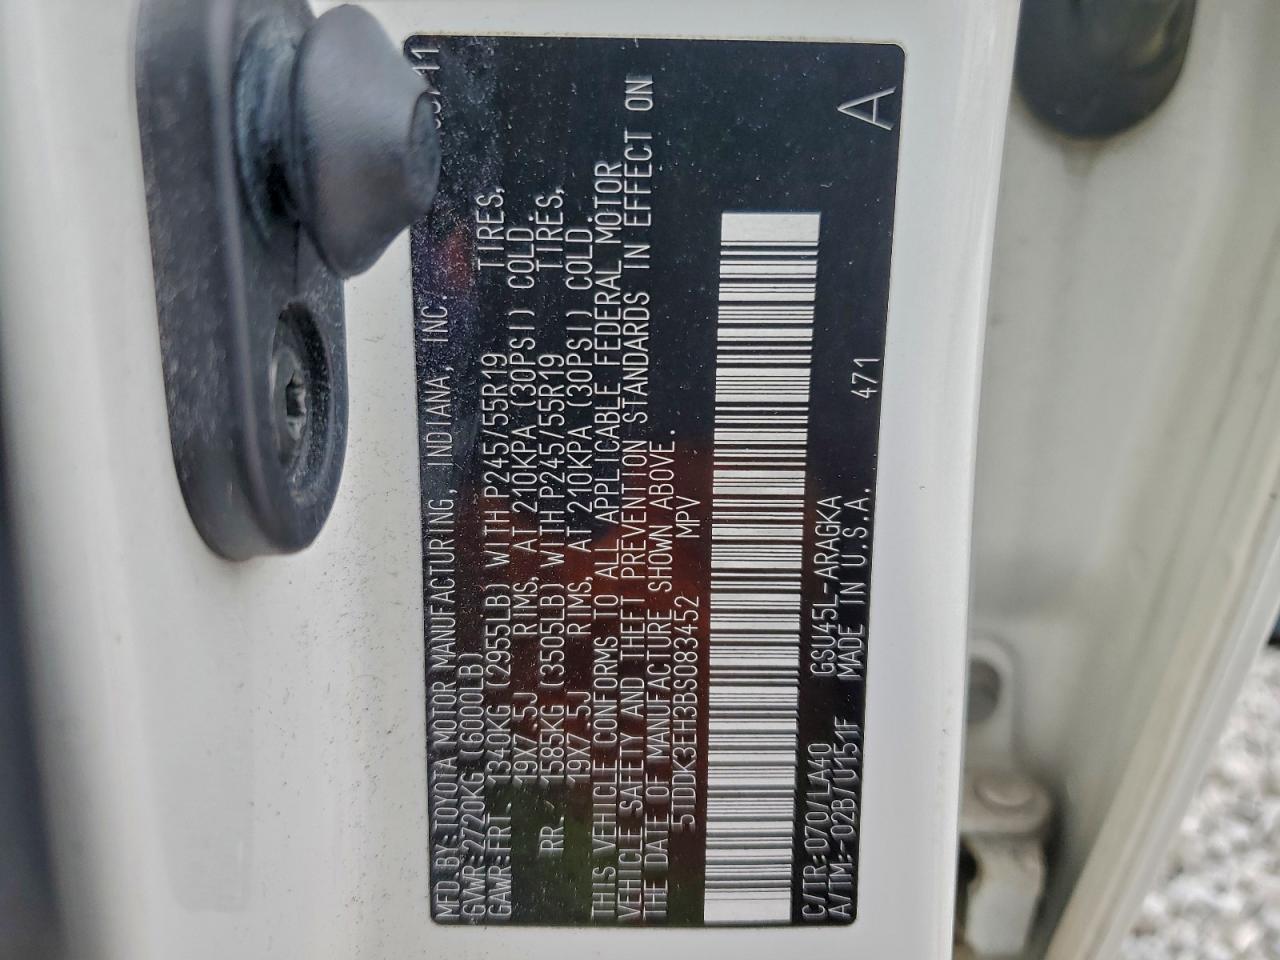 MFD. BY: TOYOTA MOTOR MANUFACTURING, INDIANA, INC. 11
GVWR: 2720KG (6000LB)
GAWR: FRT. 1340KG (2955LB) WITH P245/55R19 TIRES,
19X7.5J RIMS, AT 210KPA (30PSI) COLD.
RR. 1585KG (3505LB) WITH P245/55R19 TIRES,
19X7.5J RIMS, AT 210KPA (30PSI) COLD.
THIS VEHICLE CONFORMS TO ALL APPLICABLE FEDERAL MOTOR
VEHICLE SAFETY AND THEFT PREVENTION STANDARDS IN EFFECT ON
THE DATE OF MANUFACTURE SHOWN ABOVE.
5TDDK3EH3BS083452 MPV
A
C/TR: 070/LA40 GSU45L-ARAGKA 471
A/TM: -02B/U151F MADE IN U.S.A.